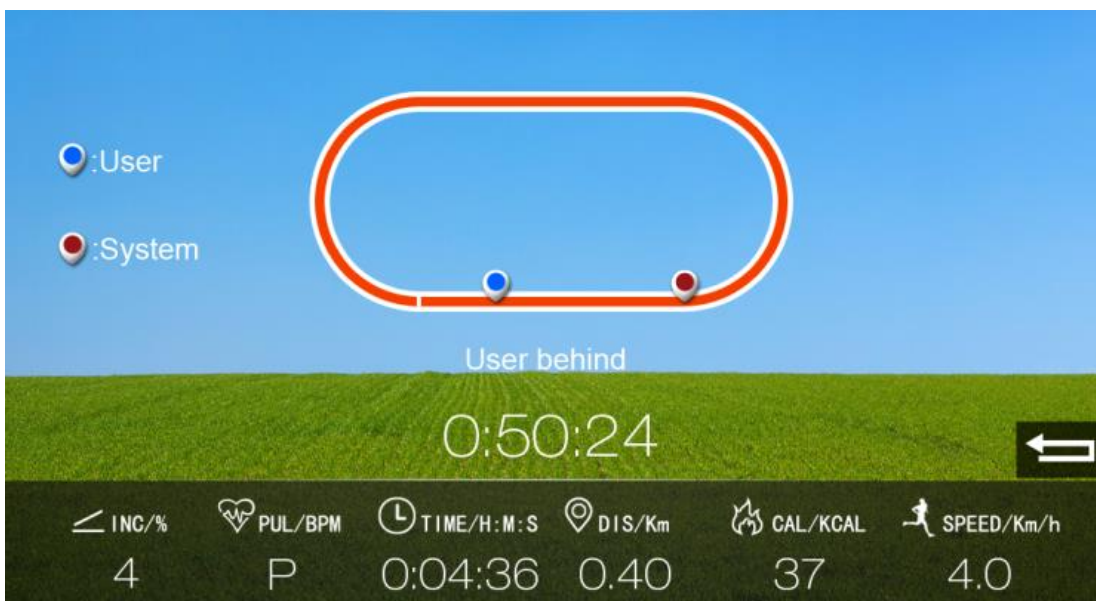 :User
:System
User behind
0:50:24
INC/% PUL/BPM TIME/H:M:S DIS/Km CAL/KCAL SPEED/Km/h
4 P 0:04:36 0.40 37 4.0